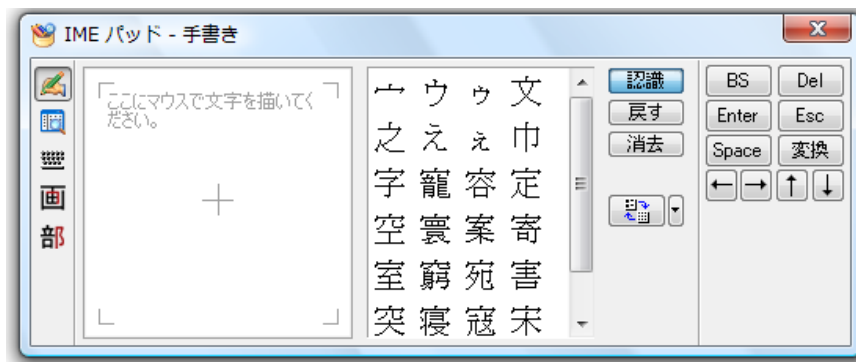 IME パッド - 手書き
ここにマウスで文字を描いてく
ださい。
画
部
宀 ウ ゥ 文
之 え ぇ 巾
字 寵 容 定
空 寰 案 寄
室 窮 宛 害
突 寝 寇 宋
認識
戻す
消去
BS Del
Enter Esc
Space 変換
← → ↑ ↓